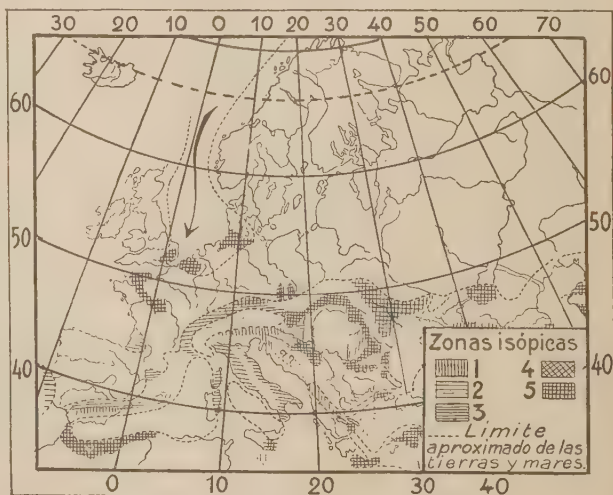 30 20 10 0 10 20 30 40 50 60 70
60 60
50 50
40 40
Zonas isópicas
1 4
2 5
3
Límite
aproximado de las
tierras y mares.
0 10 20 30 40